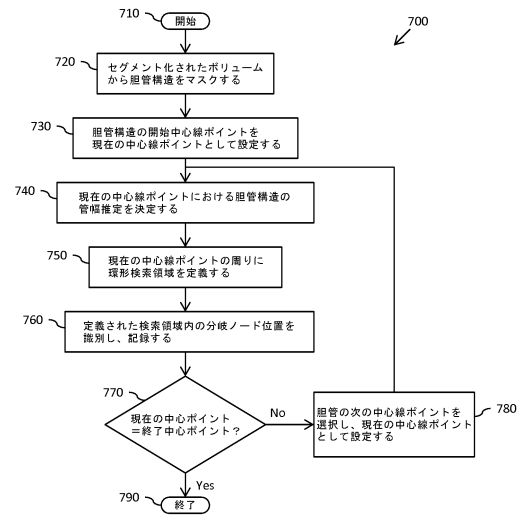 700
710
開始
720
セグメント化されたボリューム
から胆管構造をマスクする
730
胆管構造の開始中心線ポイントを
現在の中心線ポイントとして設定する
740
現在の中心線ポイントにおける胆管構造の
管幅推定を決定する
750
現在の中心線ポイントの周りに
環形検索領域を定義する
760
定義された検索領域内の分岐ノード位置を
識別し、記録する
770
現在の中心ポイント
＝終了中心ポイント？
No
780
胆管の次の中心線ポイントを
選択し、現在の中心線ポイント
として設定する
Yes
790
終了